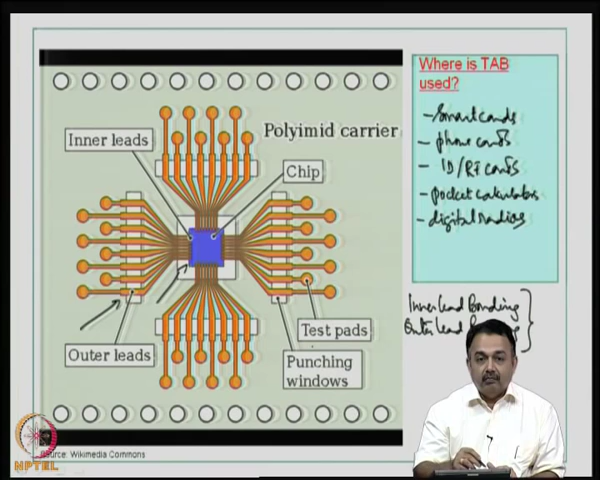 Where is TAB
used?
- Smart cards
- phone cards
- ID/RF cards
- pocket calculators
- digital radios
Inner leads
Polyimid carrier
Chip
Inner Lead Bonding
Outer Lead
Test pads
Outer leads
Punching
windows
NPTEL
Source: Wikimedia Commons